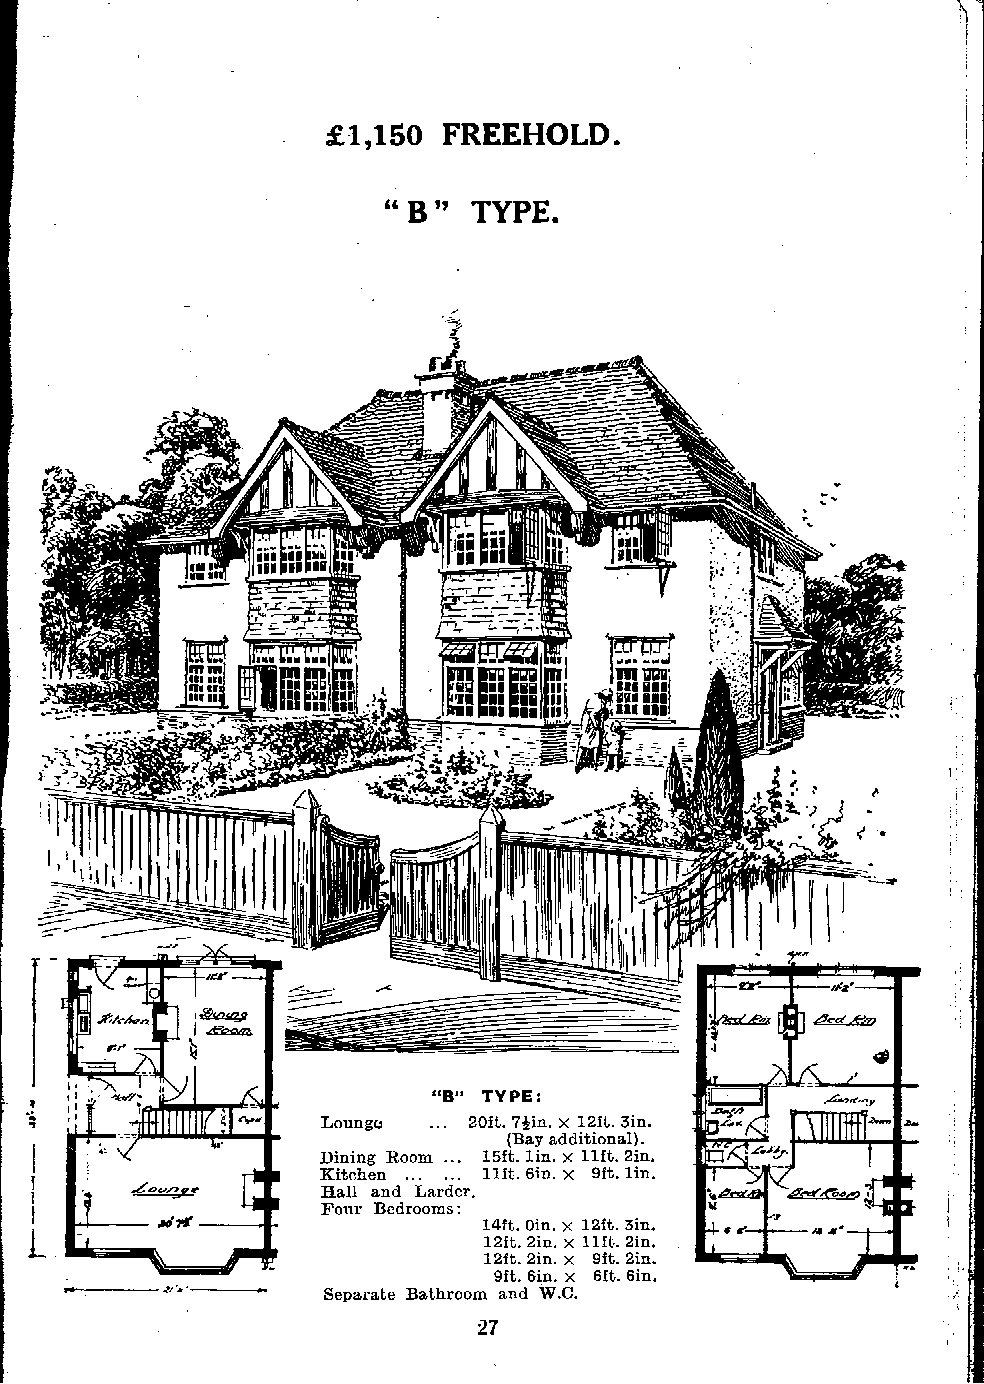 £1,150 FREEHOLD.
"B" TYPE.
Kitchen
Dining
Room
Hall
Lounge
Bed Rm
Bed Rm
11'.2"
Landing
Down
Bath
W.C
Lobby
Bed Rm
Bed Room
"B" TYPE:
Lounge ... 20ft. 7½in. × 12ft. 3in.
(Bay additional).
Dining Room ... 15ft. 1in. × 11ft. 2in.
Kitchen ... ... 11ft. 6in. × 9ft. 1in.
Hall and Larder.
Four Bedrooms:
14ft. 0in. × 12ft. 3in.
12ft. 2in. × 11ft. 2in.
12ft. 2in. × 9ft. 2in.
9ft. 6in. × 6ft. 6in.
Separate Bathroom and W.C.
27